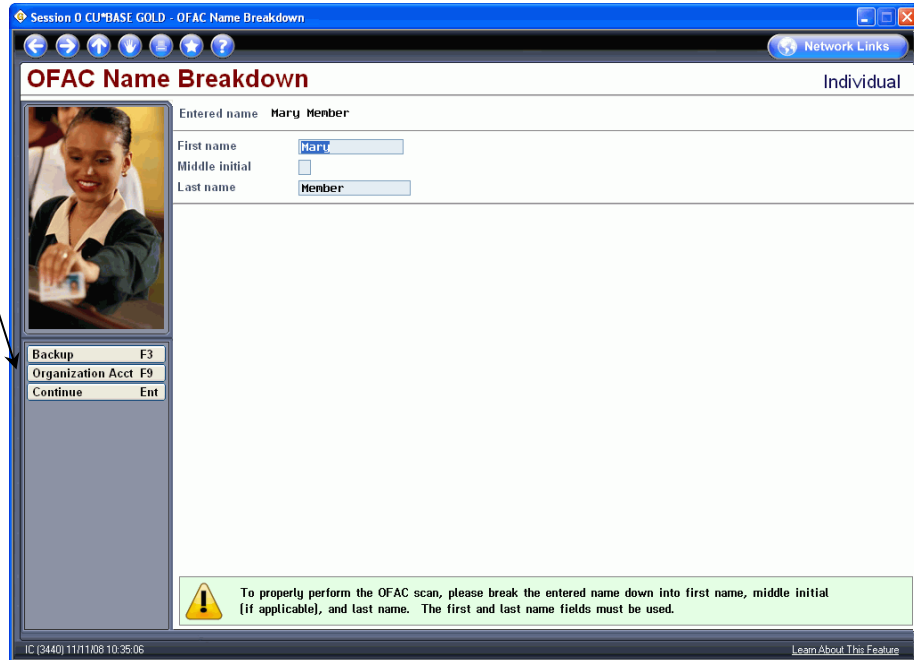 Session 0 CU*BASE GOLD - OFAC Name Breakdown
Network Links
OFAC Name Breakdown
Individual
Entered name Mary Member
First name Mary
Middle initial
Last name Member
Backup F3
Organization Acct F9
Continue Ent
To properly perform the OFAC scan, please break the entered name down into first name, middle initial
(if applicable), and last name. The first and last name fields must be used.
IC (3440) 11/11/08 10:35:06
Learn About This Feature